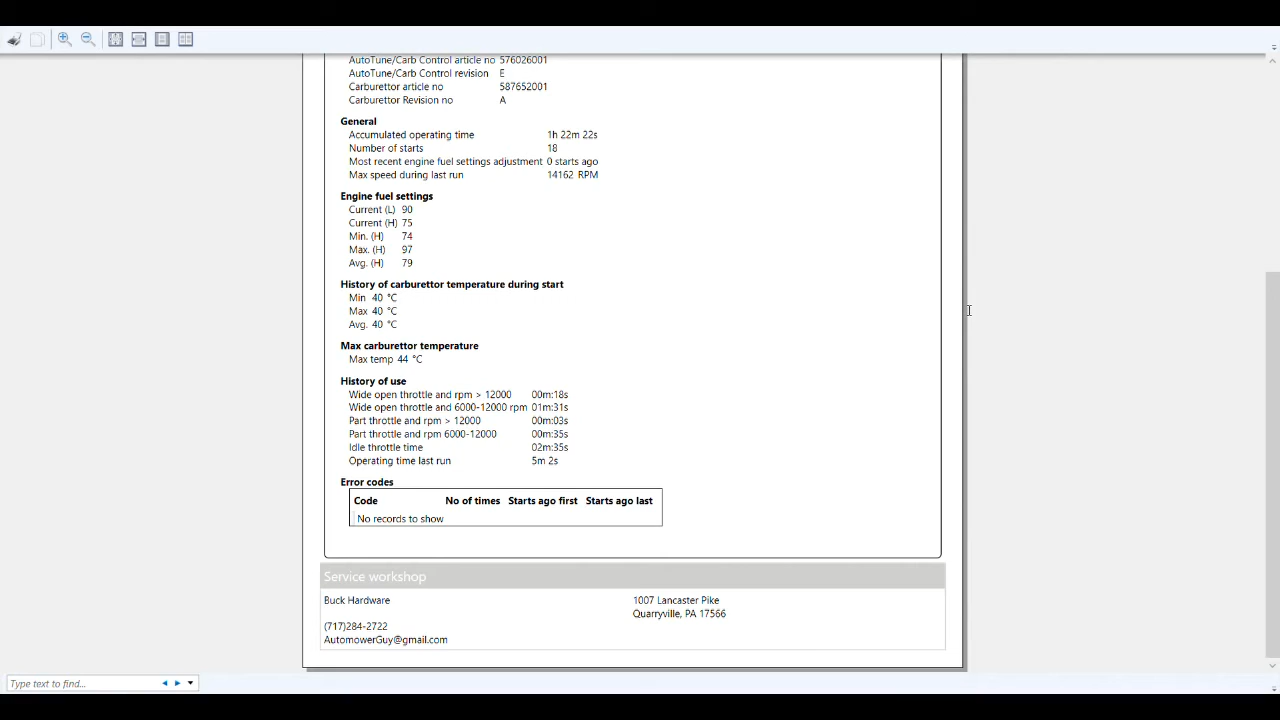 AutoTune/Carb Control article no 576026001
AutoTune/Carb Control revision E
Carburettor article no 587652001
Carburettor Revision no A
General
Accumulated operating time 1h 22m 22s
Number of starts 18
Most recent engine fuel settings adjustment 0 starts ago
Max speed during last run 14162 RPM
Engine fuel settings
Current (L) 90
Current (H) 75
Min. (H) 74
Max. (H) 97
Avg. (H) 79
History of carburettor temperature during start
Min 40 °C
Max 40 °C
Avg. 40 °C
Max carburettor temperature
Max temp 44 °C
History of use
Wide open throttle and rpm > 12000 00m:18s
Wide open throttle and 6000-12000 rpm 01m:31s
Part throttle and rpm > 12000 00m:03s
Part throttle and rpm 6000-12000 00m:35s
Idle throttle time 02m:35s
Operating time last run 5m 2s
Error codes
Code No of times Starts ago first Starts ago last
No records to show
Service workshop
Buck Hardware 1007 Lancaster Pike
Quarryville, PA 17566
(717)284-2722
AutomowerGuy@gmail.com
Type text to find...